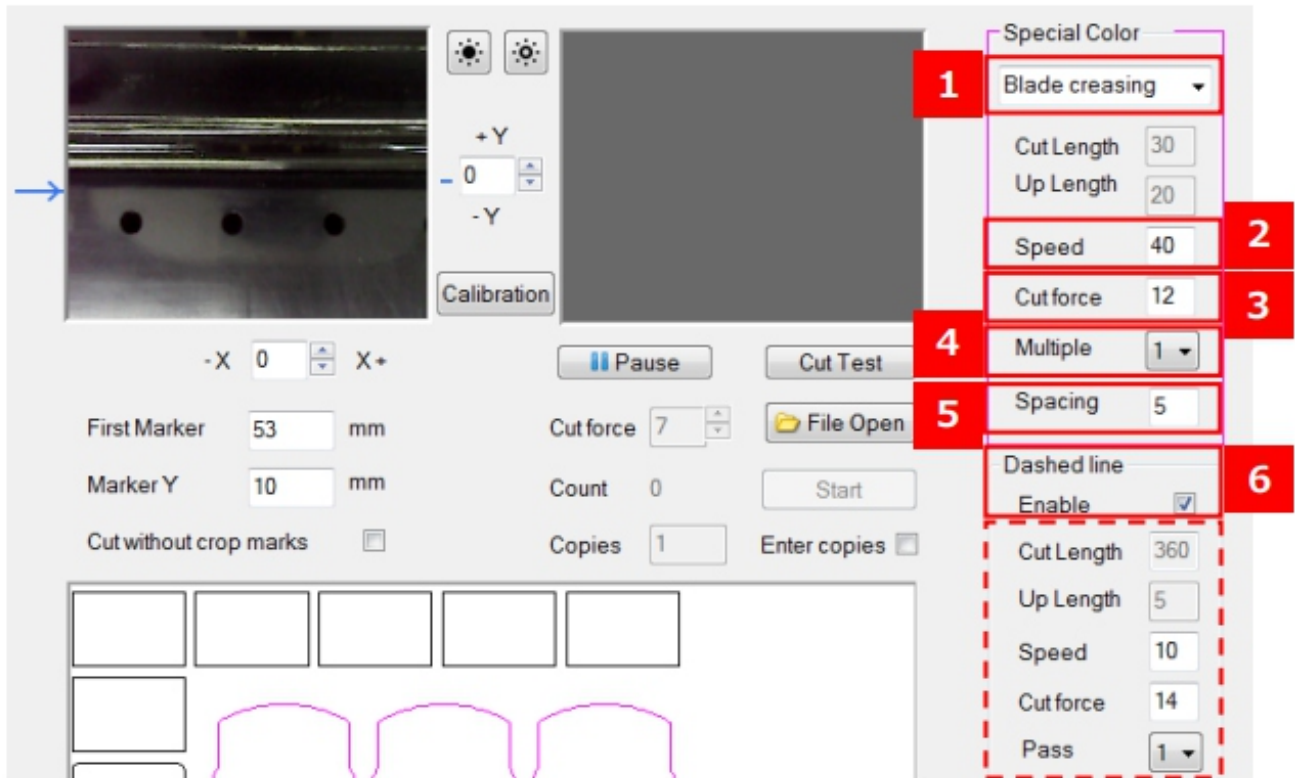 Special Color
1
Blade creasing
+ Y
0
- Y
Calibration
Cut Length 30
Up Length 20
2
Speed 40
3
Cut force 12
4
Multiple 1
5
Spacing 5
- X 0 X +
Pause
Cut Test
First Marker 53 mm
Cut force 7
File Open
Marker Y 10 mm
Count 0
Start
Cut without crop marks
Copies 1
Enter copies
Dashed line
6
Enable
Cut Length 360
Up Length 5
Speed 10
Cut force 14
Pass 1